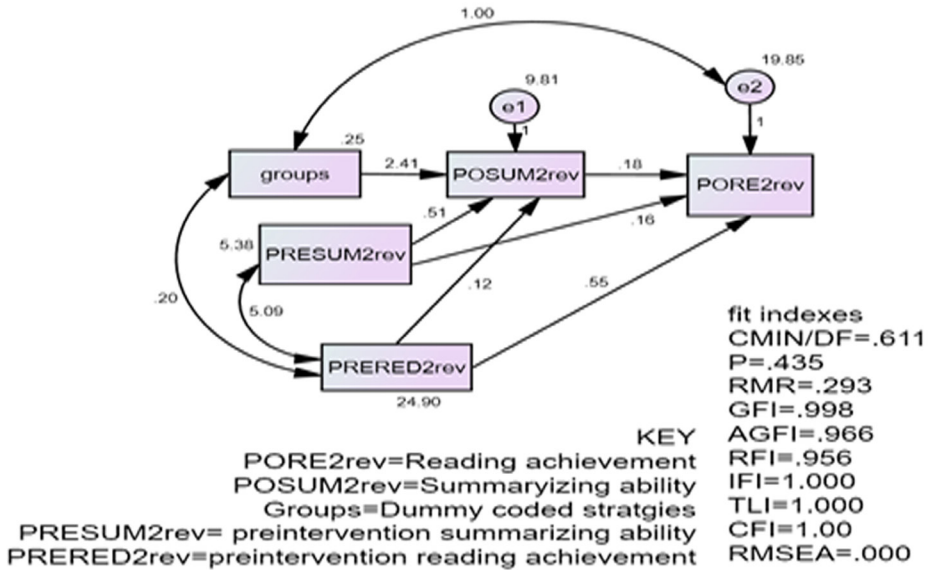 1.00
19.85
9.81
e2
e1
1
1
.25
groups
2.41
POSUM2rev
.18
PORE2rev
.51
.16
5.38
PRESUM2rev
.12
.55
.20
5.09
PRERED2rev
24.90
fit indexes
CMIN/DF=.611
P=.435
RMR=.293
GFI=.998
AGFI=.966
RFI=.956
IFI=1.000
TLI=1.000
CFI=1.00
RMSEA=.000
KEY
PORE2rev=Reading achievement
POSUM2rev=Summaryizing ability
Groups=Dummy coded stratgies
PRESUM2rev= preintervention summarizing ability
PRERED2rev=preintervention reading achievement